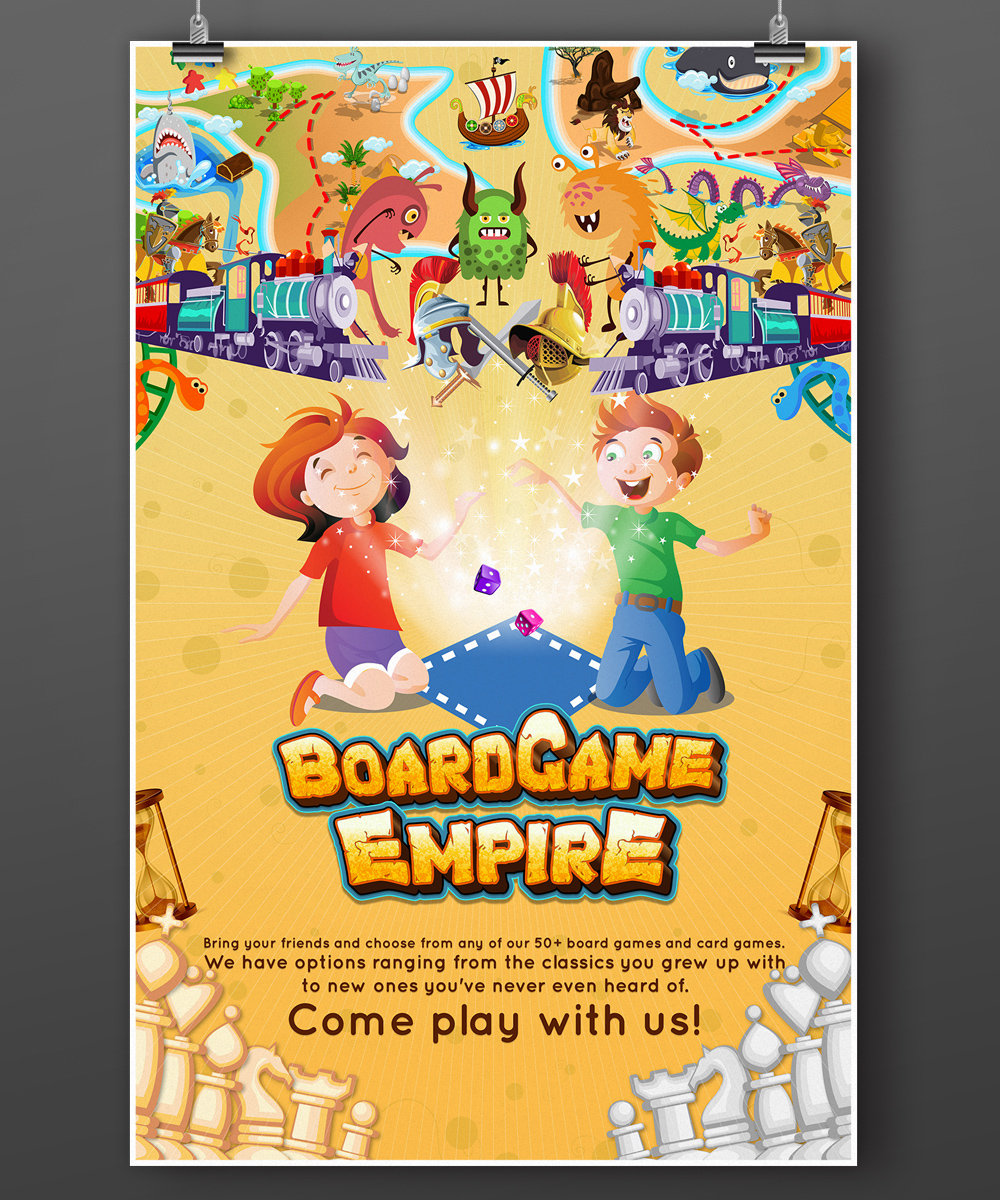 BOARDGAME
EMPIRE
Bring your friends and choose from any of our 50+ board games and card games.
We have options ranging from the classics you grew up with
to new ones you've never even heard of.
Come play with us!